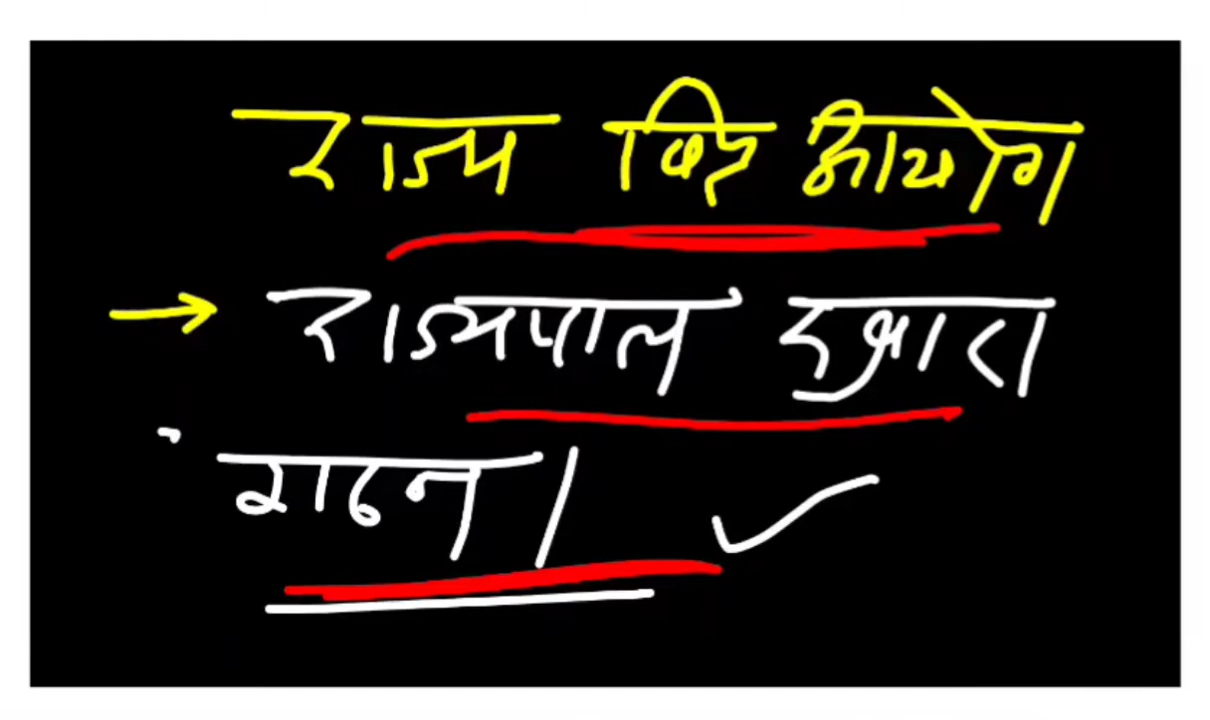 राज्य वित्त आयोग
राज्यपाल द्वारा
गठन।